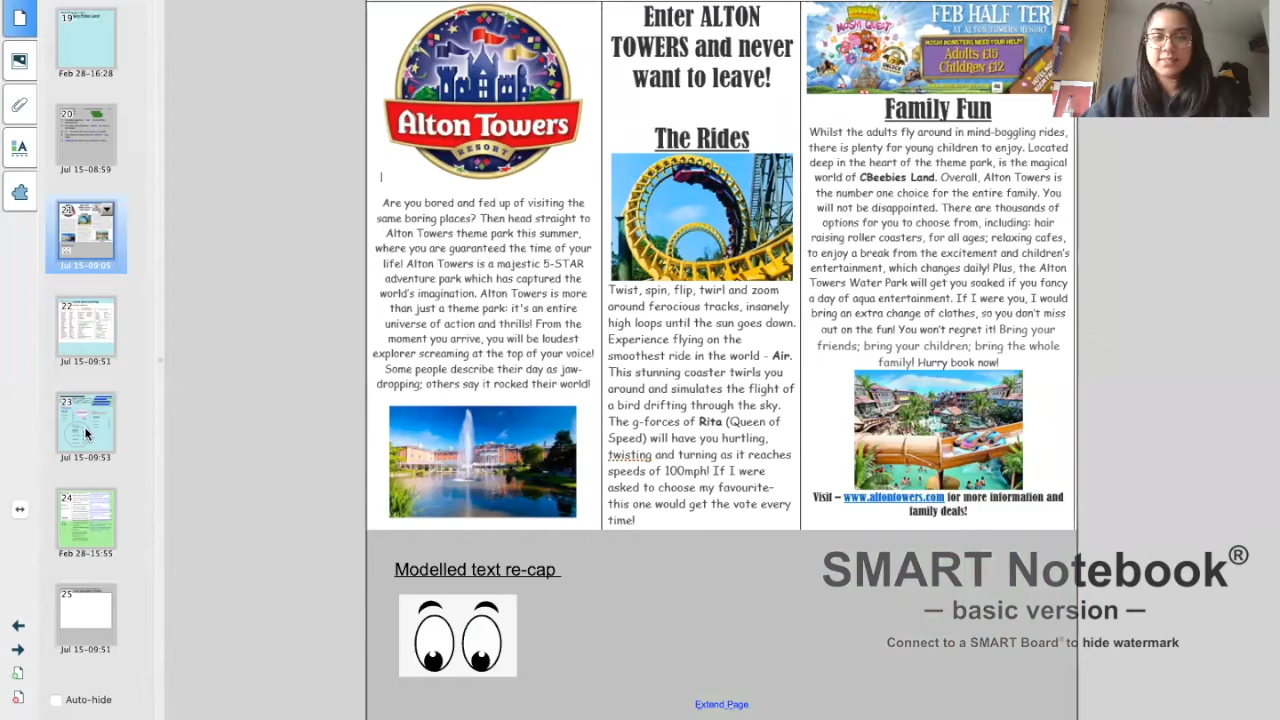 19
Feb 28-16:28
20
Jul 15-08:59
Jul 15-09:05
22
Jul 15-09:51
23
Jul 15-09:53
24
Feb 28-15:55
25
Jul 15-09:51
Auto-hide
Alton Towers
RESORT
Are you bored and fed up of visiting the
same boring places? Then head straight to
Alton Towers theme park this summer,
where you are guaranteed the time of your
life! Alton Towers is a majestic 5-STAR
adventure park which has captured the
world's imagination. Alton Towers is more
than just a theme park: it's an entire
universe of action and thrills! From the
moment you arrive, you will be loudest
explorer screaming at the top of your voice!
Some people describe their day as jaw-
dropping; others say it rocked their world!
Enter ALTON
TOWERS and never
want to leave!
The Rides
Twist, spin, flip, twirl and zoom
around ferocious tracks, insanely
high loops until the sun goes down.
Experience flying on the
smoothest ride in the world - Air.
This stunning coaster twirls you
around and simulates the flight of
a bird drifting through the sky.
The g-forces of Rita (Queen of
Speed) will have you hurtling,
twisting and turning as it reaches
speeds of 100mph! If I were
asked to choose my favourite-
this one would get the vote every
time!
MOSHI QUEST
FEB HALF TER
AT ALTON TOWERS RESORT
MOSHI MONSTERS NEED YOUR HELP!
Adults £15
Children £12
Family Fun
Whilst the adults fly around in mind-boggling rides,
there is plenty for young children to enjoy. Located
deep in the heart of the theme park, is the magical
world of CBeebies Land. Overall, Alton Towers is
the number one choice for the entire family. You
will not be disappointed. There are thousands of
options for you to choose from, including: hair
raising roller coasters, for all ages; relaxing cafes,
to enjoy a break from the excitement and children's
entertainment, which changes daily! Plus, the Alton
Towers Water Park will get you soaked if you fancy
a day of aqua entertainment. If I were you, I would
bring an extra change of clothes, so you don't miss
out on the fun! You won't regret it! Bring your
friends; bring your children; bring the whole
family! Hurry book now!
Visit – www.altontowers.com for more information and
family deals!
Modelled text re-cap
SMART Notebook®
— basic version —
Connect to a SMART Board® to hide watermark
Extend Page